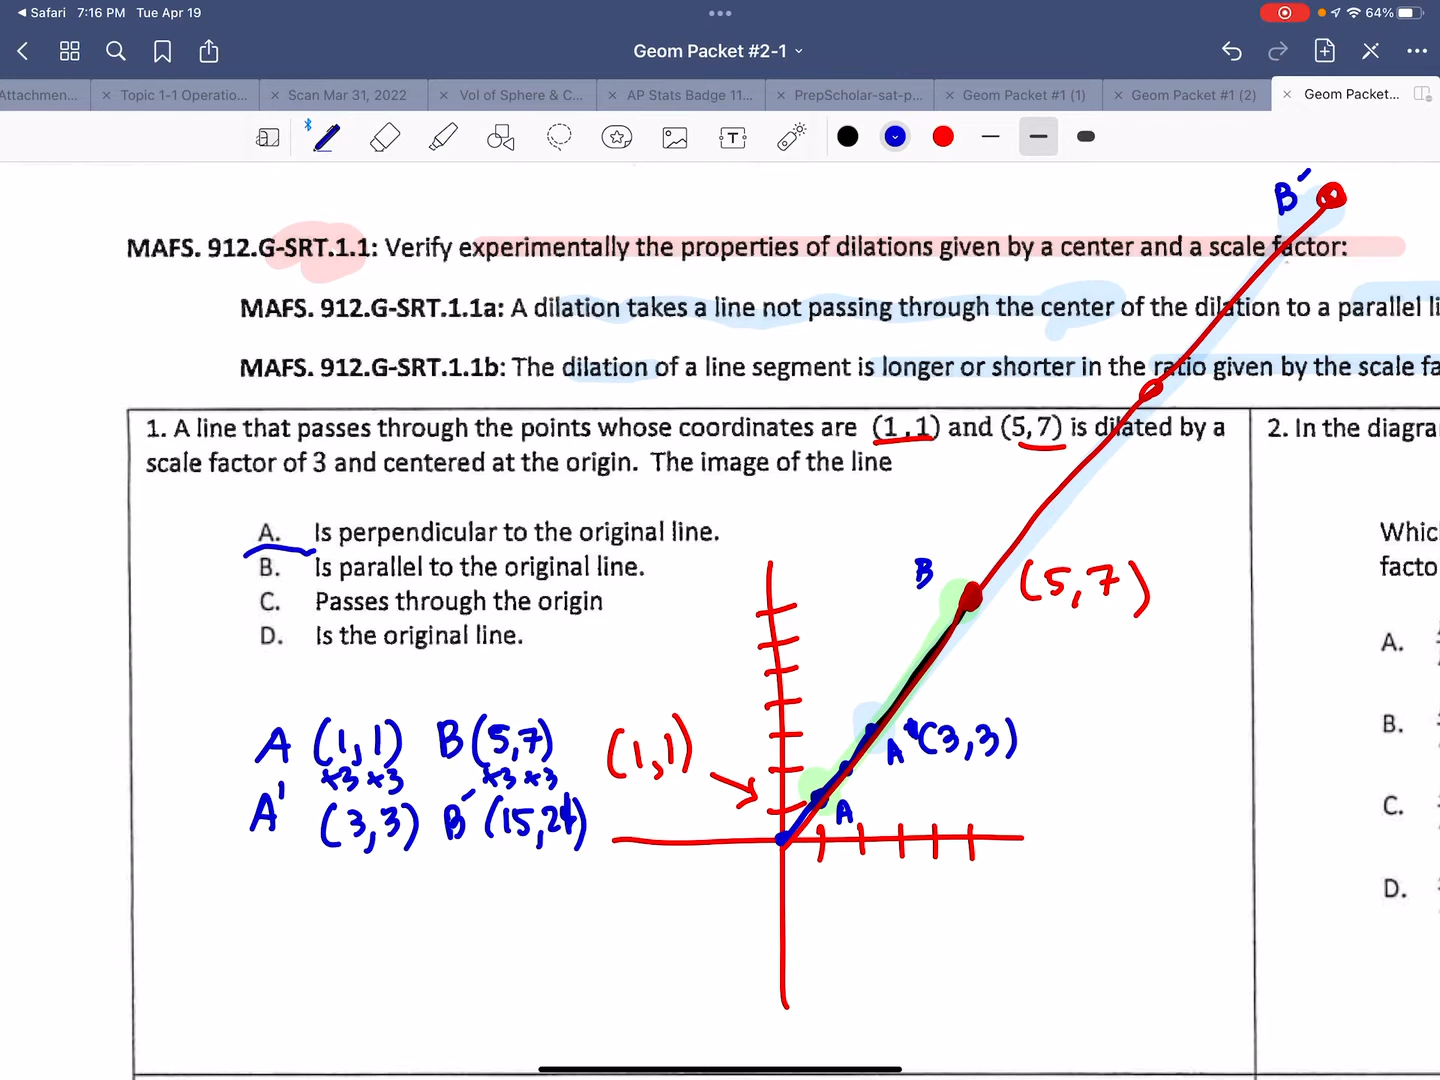 Safari 7:16 PM Tue Apr 19 64%
Geom Packet #2-1
Attachmen... Topic 1-1 Operatio... Scan Mar 31, 2022 Vol of Sphere & C... AP Stats Badge 11... PrepScholar-sat-p... Geom Packet #1 (1) Geom Packet #1 (2) Geom Packet...
B′
MAFS. 912.G-SRT.1.1: Verify experimentally the properties of dilations given by a center and a scale factor:
MAFS. 912.G-SRT.1.1a: A dilation takes a line not passing through the center of the dilation to a parallel li
MAFS. 912.G-SRT.1.1b: The dilation of a line segment is longer or shorter in the ratio given by the scale fa
1. A line that passes through the points whose coordinates are (1,1) and (5,7) is dilated by a
scale factor of 3 and centered at the origin. The image of the line
A. Is perpendicular to the original line.
B. Is parallel to the original line.
C. Passes through the origin
D. Is the original line.
B (5,7)
A (1,1) B(5,7) (1,1)
×3 ×3 ×3 ×3
A' (3,3)
A' (3,3) B′ (15,21)
A
2. In the diagra
Whic
facto
A.
B.
C.
D.